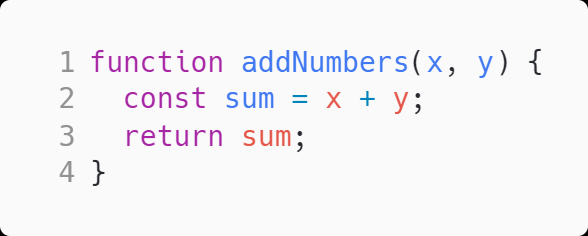 1 function addNumbers(x, y) {
2   const sum = x + y;
3   return sum;
4 }